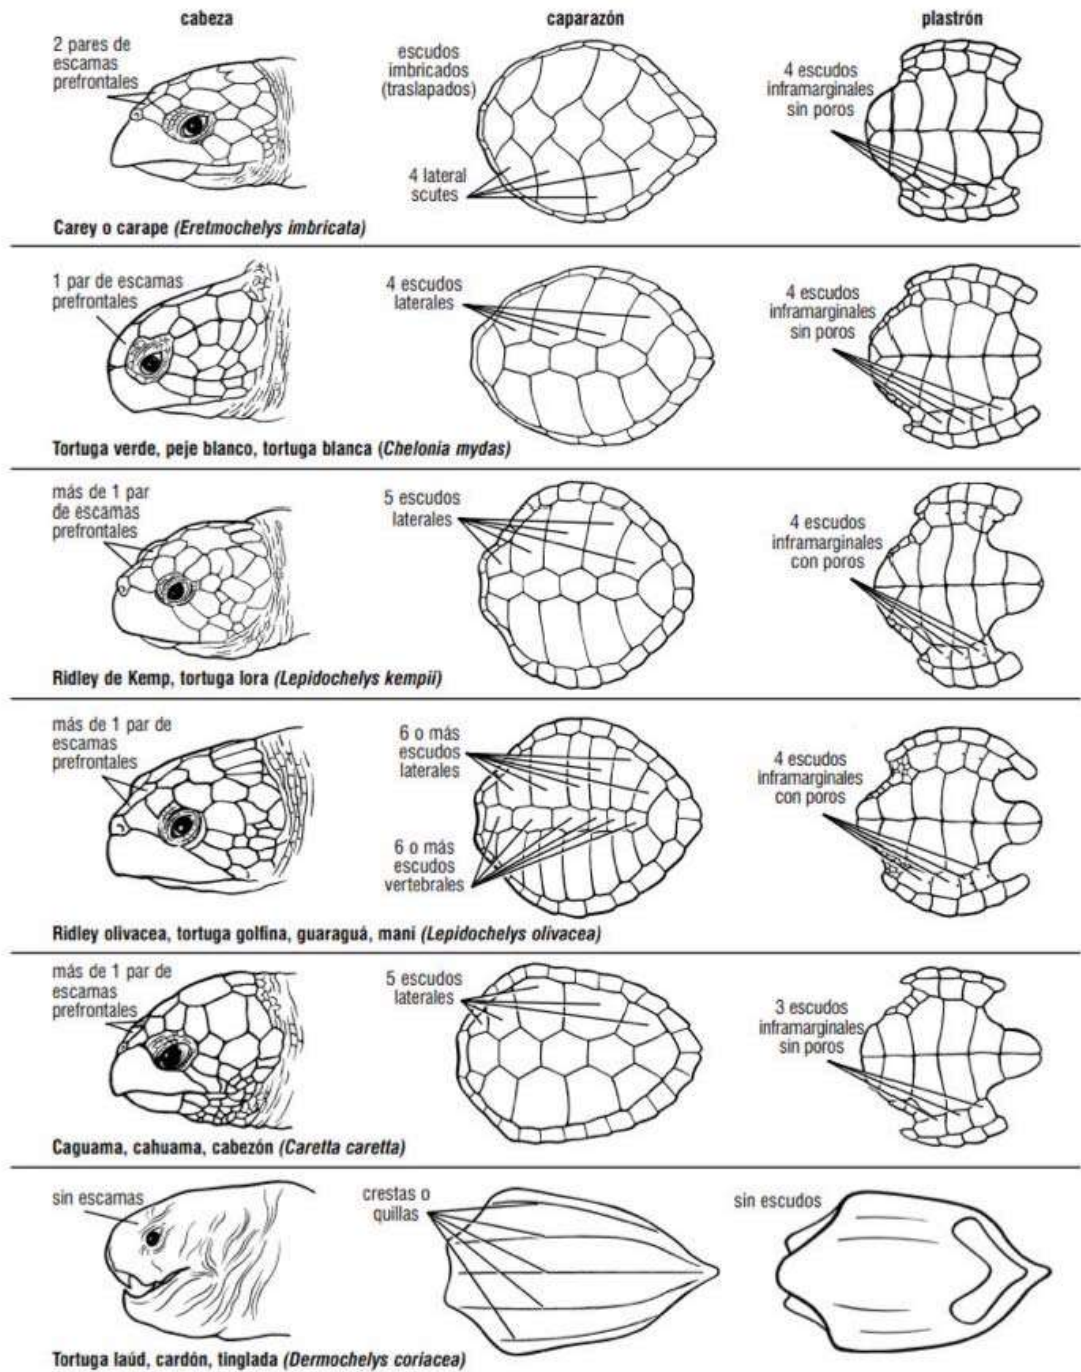 cabeza
caparazón
plastrón
2 pares de
escamas
prefrontales
escudos
imbricados
(traslapados)
4 lateral
scutes
4 escudos
inframarginales
sin poros
Carey o carape (Eretmochelys imbricata)
1 par de escamas
prefrontales
4 escudos
laterales
4 escudos
inframarginales
sin poros
Tortuga verde, peje blanco, tortuga blanca (Chelonia mydas)
más de 1 par
de escamas
prefrontales
5 escudos
laterales
4 escudos
inframarginales
con poros
Ridley de Kemp, tortuga lora (Lepidochelys kempii)
más de 1 par de
escamas
prefrontales
6 o más
escudos
laterales
6 o más
escudos
vertebrales
4 escudos
inframarginales
con poros
Ridley olivacea, tortuga golfina, guaraguá, maní (Lepidochelys olivacea)
más de 1 par de
escamas
prefrontales
5 escudos
laterales
3 escudos
inframarginales
sin poros
Caguama, cahuama, cabezón (Caretta caretta)
sin escamas
crestas o
quillas
sin escudos
Tortuga laúd, cardón, tinglada (Dermochelys coriacea)